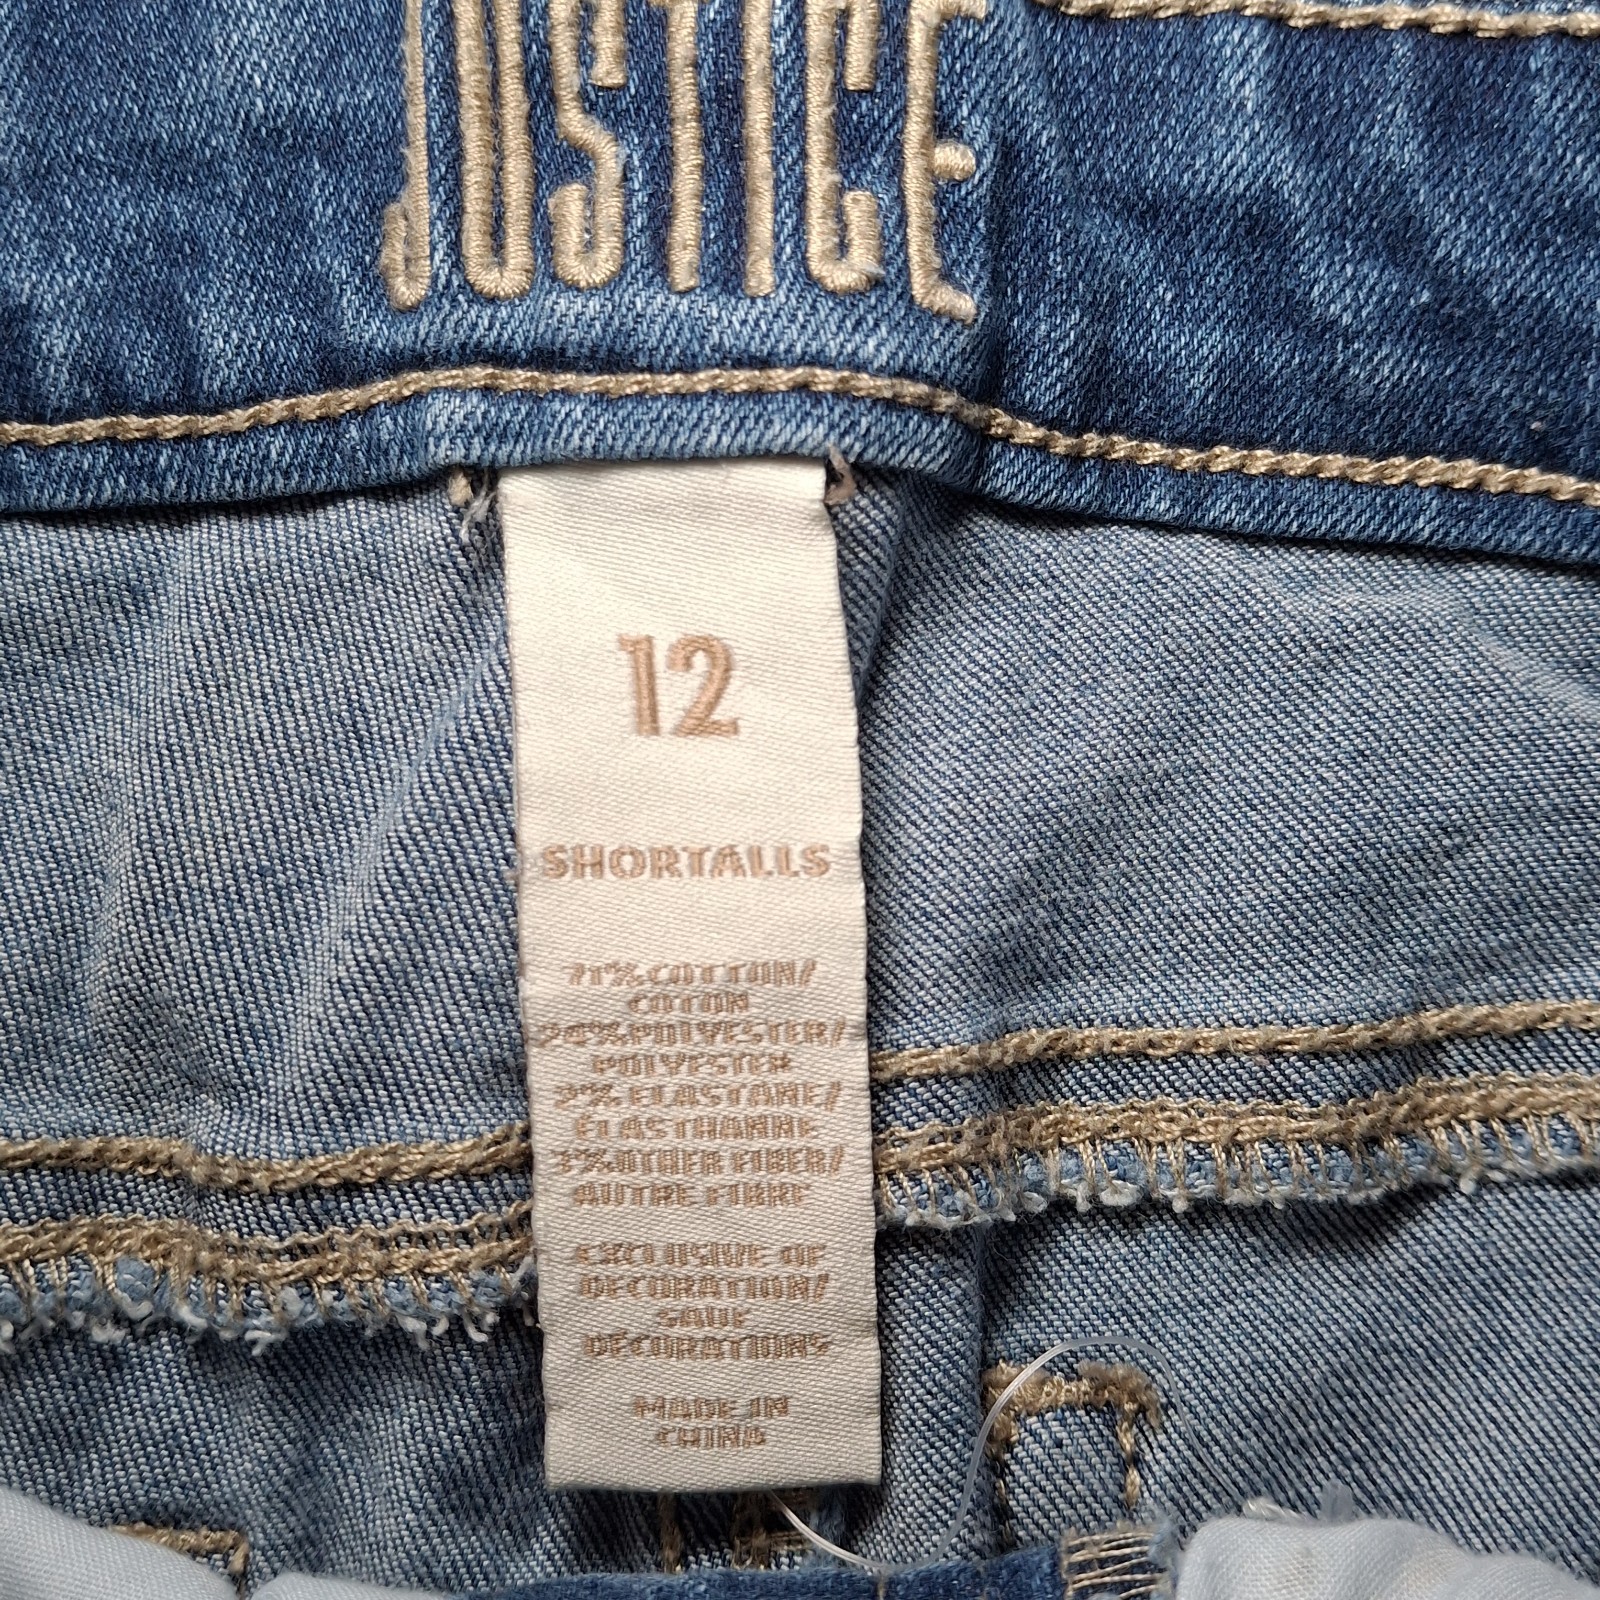 JUSTICE
12
SHORTALLS
71% COTTON/
COTON
24% POLYESTER/
POLYESTER
2% ELASTANE/
ÉLASTHANNE
% OTHER FIBER/
AUTRE FIBRE
EXCLUSIVE OF
DECORATION/
SAUF
DÉCORATIONS
MADE IN
CHINA